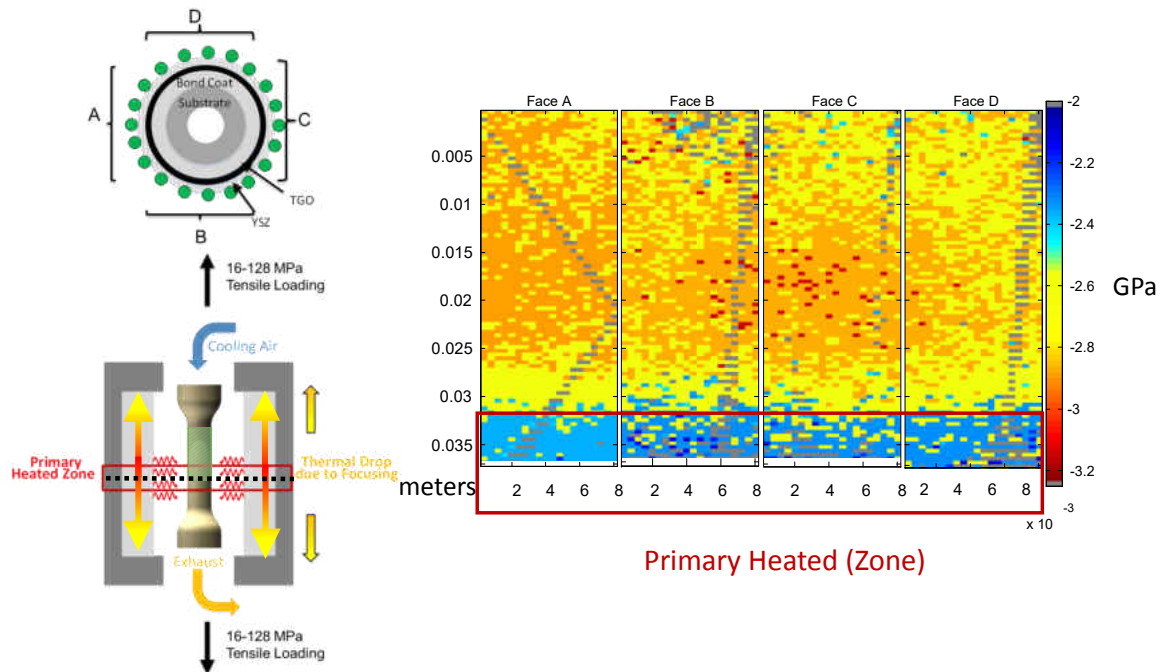 D
Bond Coat
Substrate
A
C
TGO
YSZ
B
16-128 MPa
Tensile Loading
Cooling Air
Primary
Heated Zone
Thermal Drop
due to Focusing
Exhaust
16-128 MPa
Tensile Loading
Face A Face B Face C Face D
0.005
0.01
0.015
0.02
0.025
0.03
0.035
meters
2 4 6 8 2 4 6 8 2 4 6 8 2 4 6 8
x 10
-3
-2
-2.2
-2.4
-2.6
-2.8
-3
-3.2
GPa
Primary Heated (Zone)